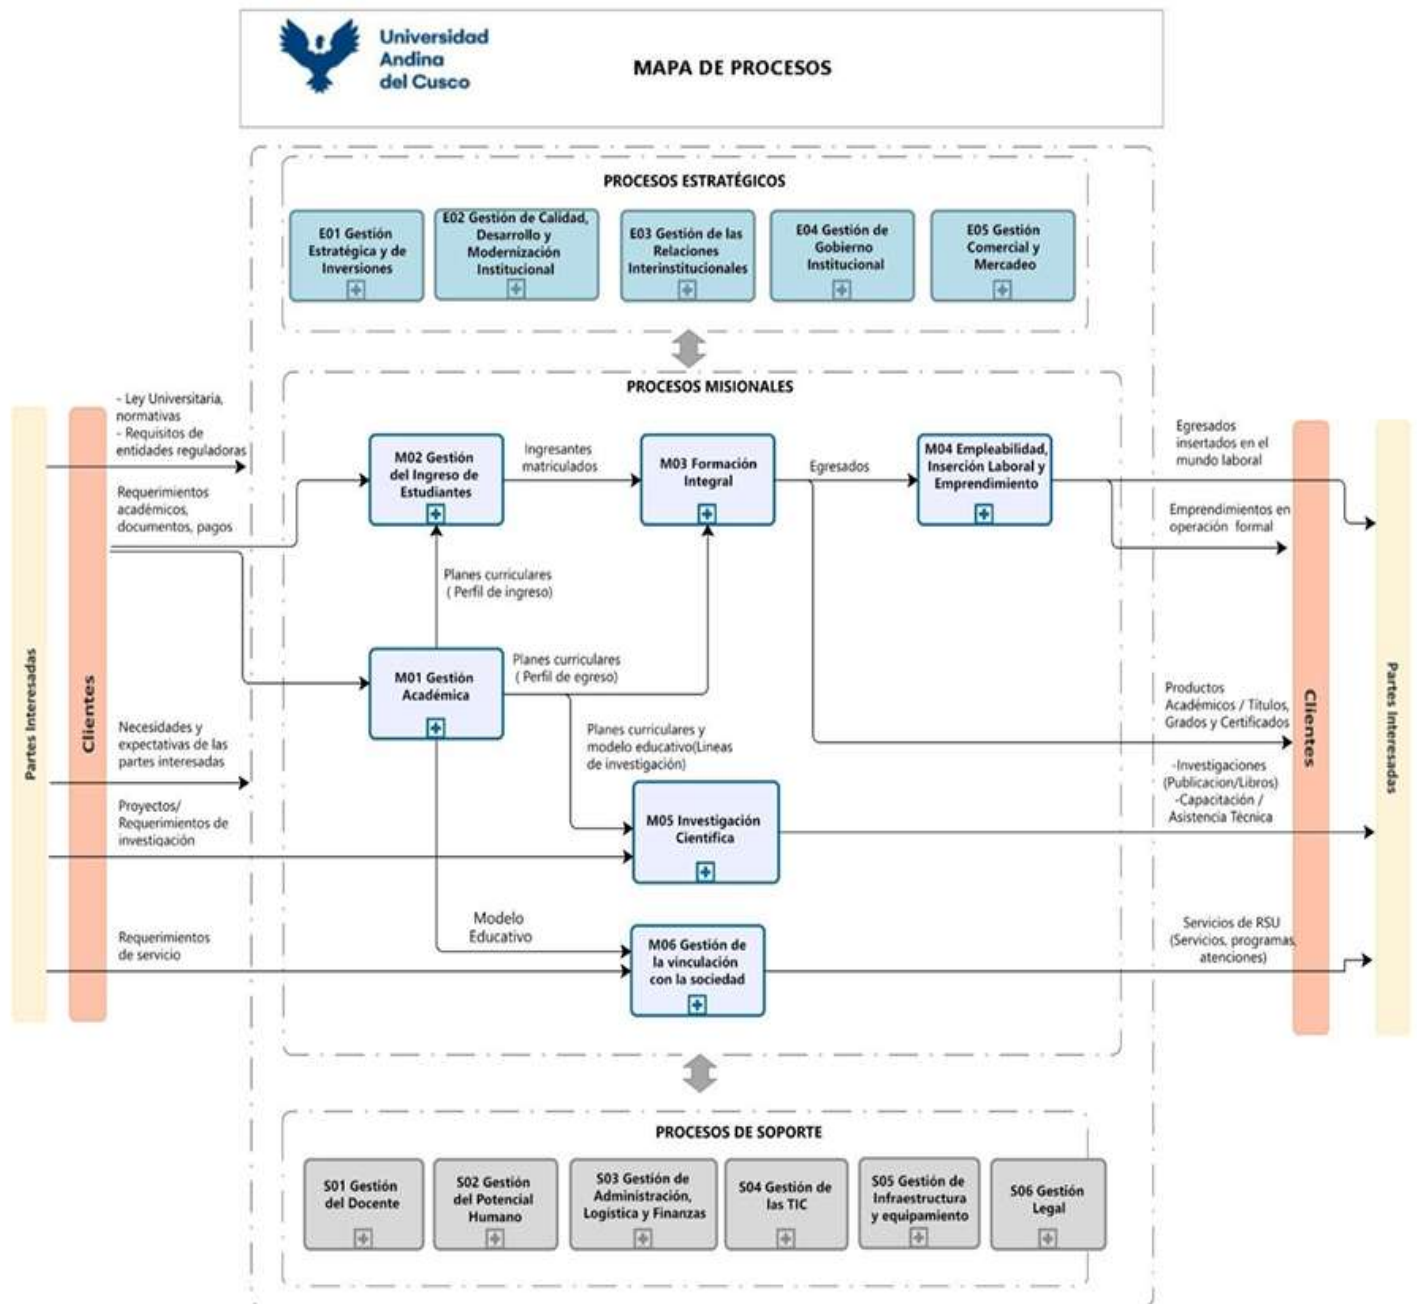 Universidad
Andina
del Cusco
MAPA DE PROCESOS
PROCESOS ESTRATÉGICOS
E01 Gestión
Estratégica y de
Inversiones
E02 Gestión de Calidad,
Desarrollo y
Modernización
Institucional
E03 Gestión de las
Relaciones
Interinstitucionales
E04 Gestión de
Gobierno
Institucional
E05 Gestión
Comercial y
Mercadeo
PROCESOS MISIONALES
Partes Interesadas
Clientes
- Ley Universitaria,
normativas
- Requisitos de
entidades reguladoras
Requerimientos
académicos,
documentos, pagos
Necesidades y
expectativas de las
partes interesadas
Proyectos/
Requerimientos de
investigación
Requerimientos
de servicio
M02 Gestión
del Ingreso de
Estudiantes
Ingresantes
matriculados
M03 Formación
Integral
Egresados
M04 Empleabilidad,
Inserción Laboral y
Emprendimiento
Planes curriculares
( Perfil de ingreso)
M01 Gestión
Académica
Planes curriculares
( Perfil de egreso)
Planes curriculares y
modelo educativo(Lineas
de investigación)
M05 Investigación
Científica
Modelo
Educativo
M06 Gestión de
la vinculación
con la sociedad
Egresados
insertados en el
mundo laboral
Emprendimientos en
operación formal
Productos
Académicos / Títulos,
Grados y Certificados
-Investigaciones
(Publicacion/Libros)
-Capacitación /
Asistencia Técnica
Servicios de RSU
(Servicios, programas,
atenciones)
Clientes
Partes Interesadas
PROCESOS DE SOPORTE
S01 Gestión
del Docente
S02 Gestión
del Potencial
Humano
S03 Gestión de
Administración,
Logística y Finanzas
S04 Gestión de
las TIC
S05 Gestión de
Infraestructura
y equipamiento
S06 Gestión
Legal